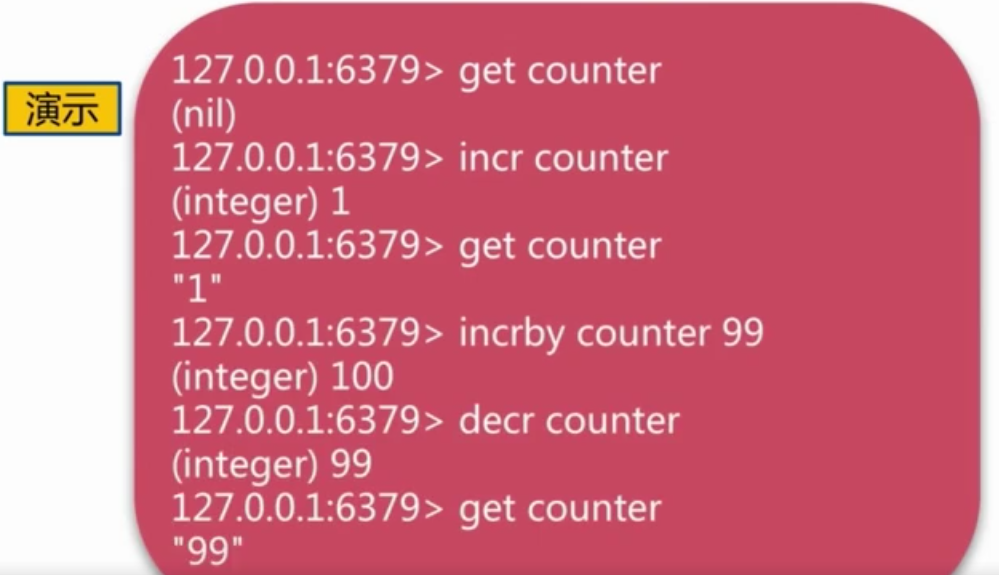 演示
127.0.0.1:6379> get counter
(nil)
127.0.0.1:6379> incr counter
(integer) 1
127.0.0.1:6379> get counter
"1"
127.0.0.1:6379> incrby counter 99
(integer) 100
127.0.0.1:6379> decr counter
(integer) 99
127.0.0.1:6379> get counter
"99"